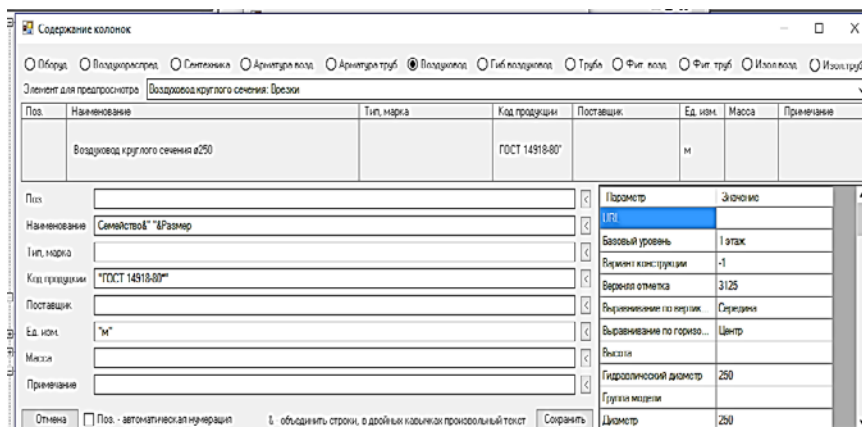 Содержание колонок
Оборуд Воздухораспред Сантехника Арматура возд Арматура труб Воздуховод Гиб воздуховод Труба Фит возд Фит труб Изол возд Изол труб
Элемент для предпросмотра Воздуховод круглого сечения: Врезки
Поз. Наименование Тип, марка Код продукции Поставщик Ед. изм. Масса Примечание
Воздуховод круглого сечения ø250 ГОСТ 14918-80* м
Поз < Параметр Значение
Наименование Семейство&" "&Размер < URL
Тип, марка < Базовый уровень 1 этаж
Код продукции "ГОСТ 14918-80*" < Вариант конструкции -1
Верхняя отметка 3125
Поставщик < Выравнивание по вертик... Середина
Ед. изм. "м" < Выравнивание по горизо... Центр
Масса < Высота
Примечание < Гидравлический диаметр 250
Группа модели
Отмена Поз. - автоматическая нумерация & - объединить строки, в двойных кавычках произвольный текст Сохранить Диаметр 250